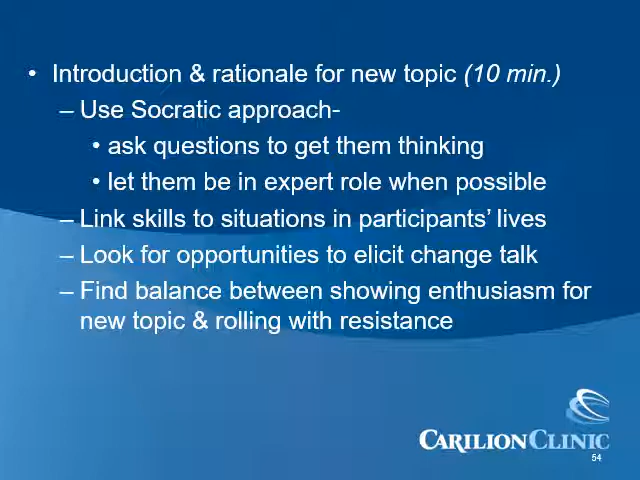 • Introduction & rationale for new topic (10 min.)
– Use Socratic approach-
• ask questions to get them thinking
• let them be in expert role when possible
– Link skills to situations in participants’ lives
– Look for opportunities to elicit change talk
– Find balance between showing enthusiasm for
new topic & rolling with resistance
CARILION CLINIC
54